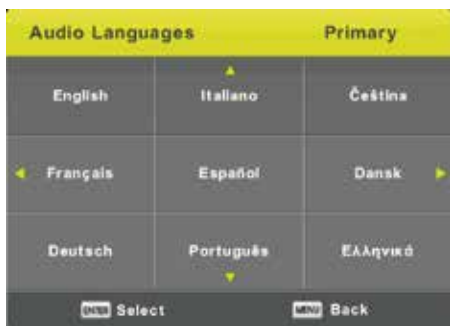 Audio Languages Primary
English Italiano Čeština
Français Español Dansk
Deutsch Português Ελληνικά
ENTER Select MENU Back